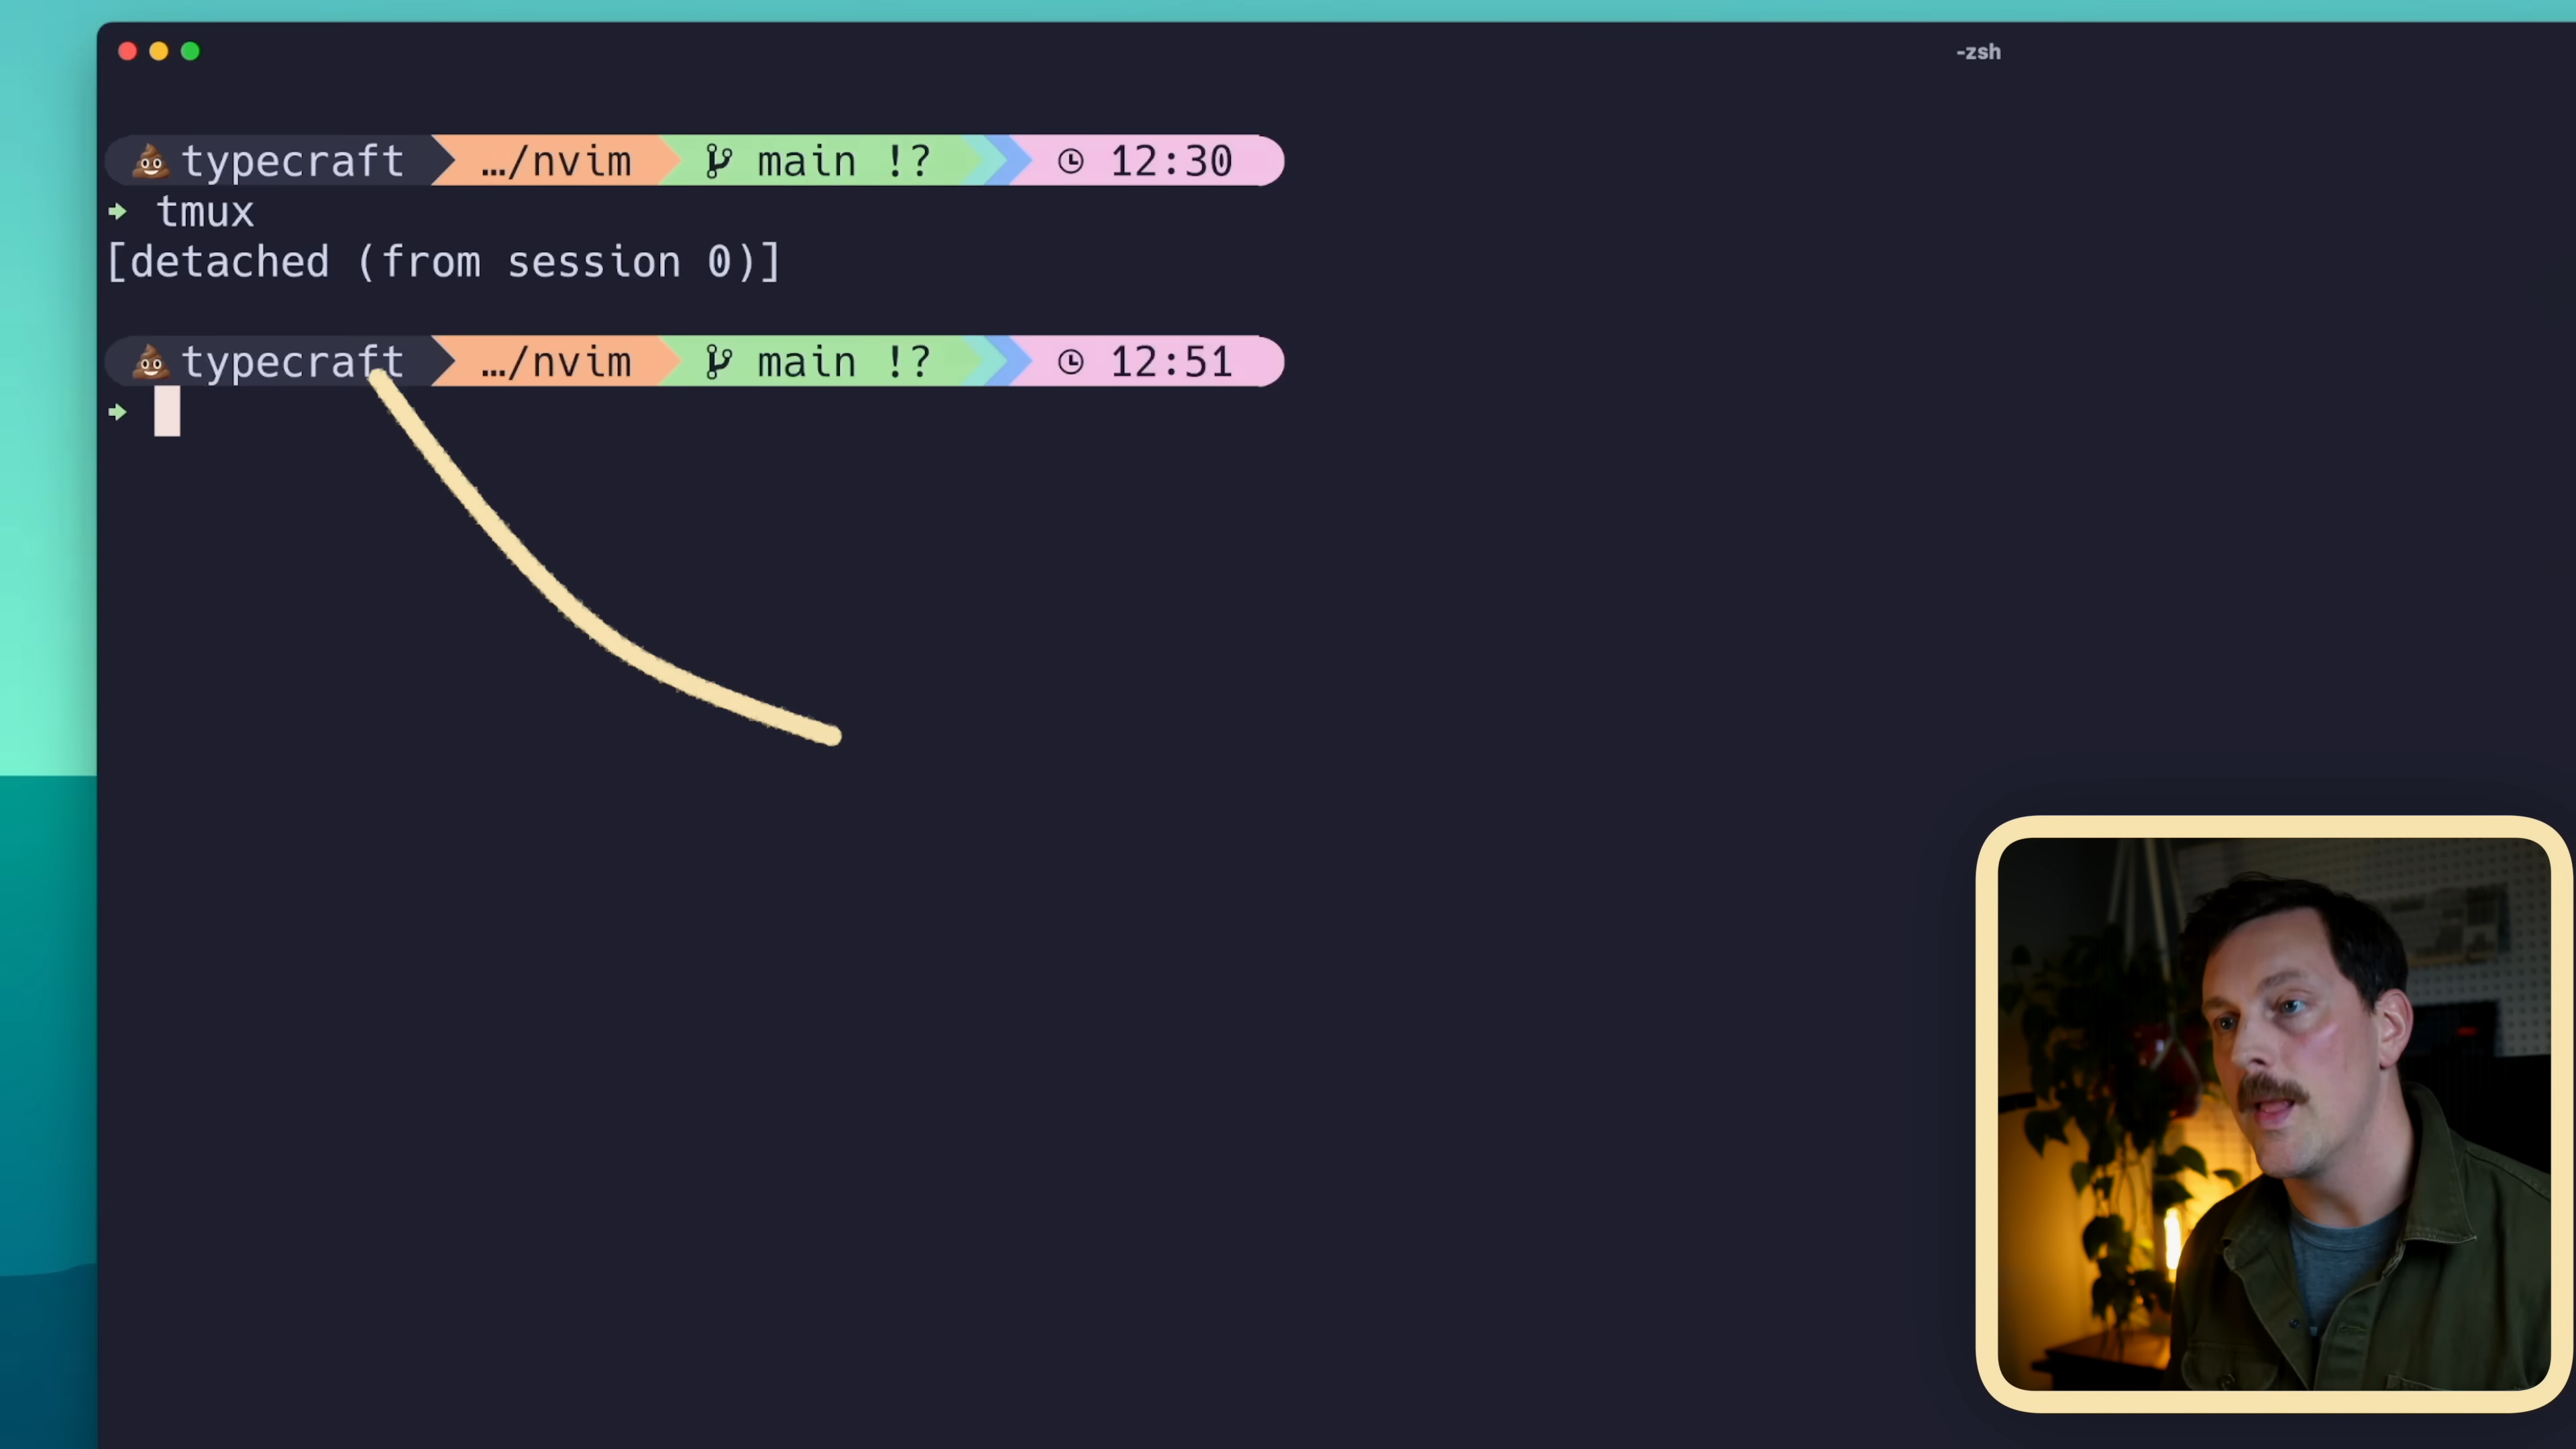 -zsh
💩 typecraft …/nvim main !? 12:30
tmux
[detached (from session 0)]
💩 typecraft …/nvim main !? 12:51